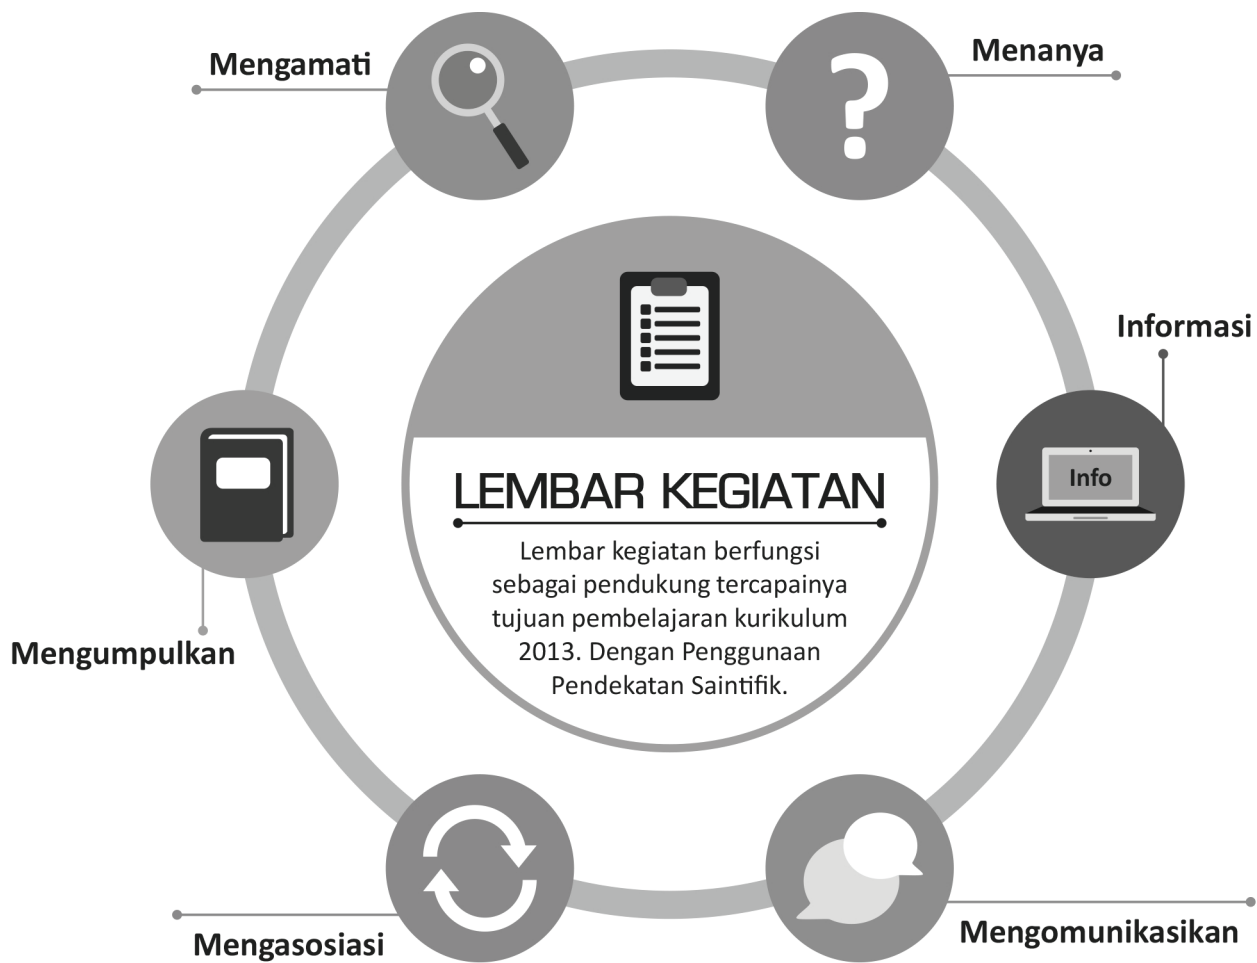 Mengamati
Menanya
Informasi
Info
LEMBAR KEGIATAN
Lembar kegiatan berfungsi
sebagai pendukung tercapainya
tujuan pembelajaran kurikulum
2013. Dengan Penggunaan
Pendekatan Saintifik.
Mengumpulkan
Mengasosiasi
Mengomunikasikan